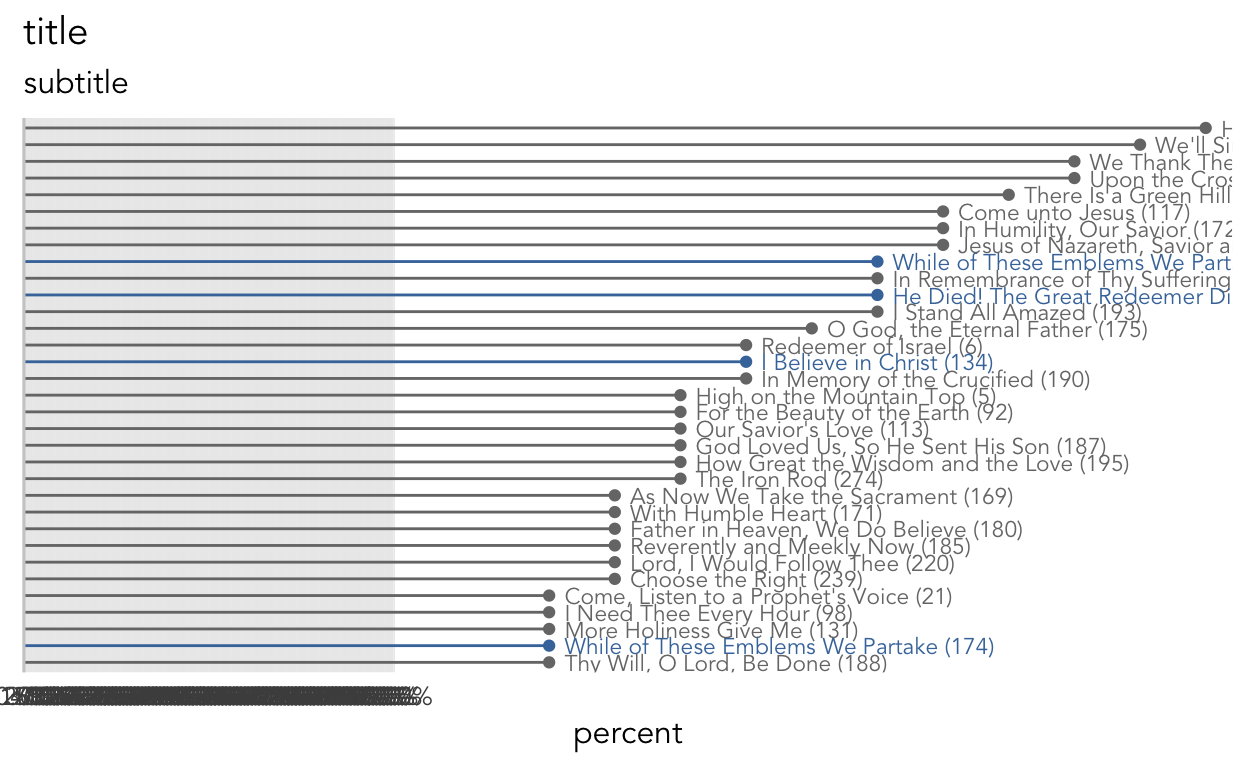 title
subtitle
H
We'll Si
We Thank The
Upon the Cros
There Is a Green Hill
Come unto Jesus (117)
In Humility, Our Savior (172
Jesus of Nazareth, Savior a
While of These Emblems We Part
In Remembrance of Thy Suffering
He Died! The Great Redeemer Di
I Stand All Amazed (193)
O God, the Eternal Father (175)
Redeemer of Israel (6)
I Believe in Christ (134)
In Memory of the Crucified (190)
High on the Mountain Top (5)
For the Beauty of the Earth (92)
Our Savior's Love (113)
God Loved Us, So He Sent His Son (187)
How Great the Wisdom and the Love (195)
The Iron Rod (274)
As Now We Take the Sacrament (169)
With Humble Heart (171)
Father in Heaven, We Do Believe (180)
Reverently and Meekly Now (185)
Lord, I Would Follow Thee (220)
Choose the Right (239)
Come, Listen to a Prophet's Voice (21)
I Need Thee Every Hour (98)
More Holiness Give Me (131)
While of These Emblems We Partake (174)
Thy Will, O Lord, Be Done (188)
percent